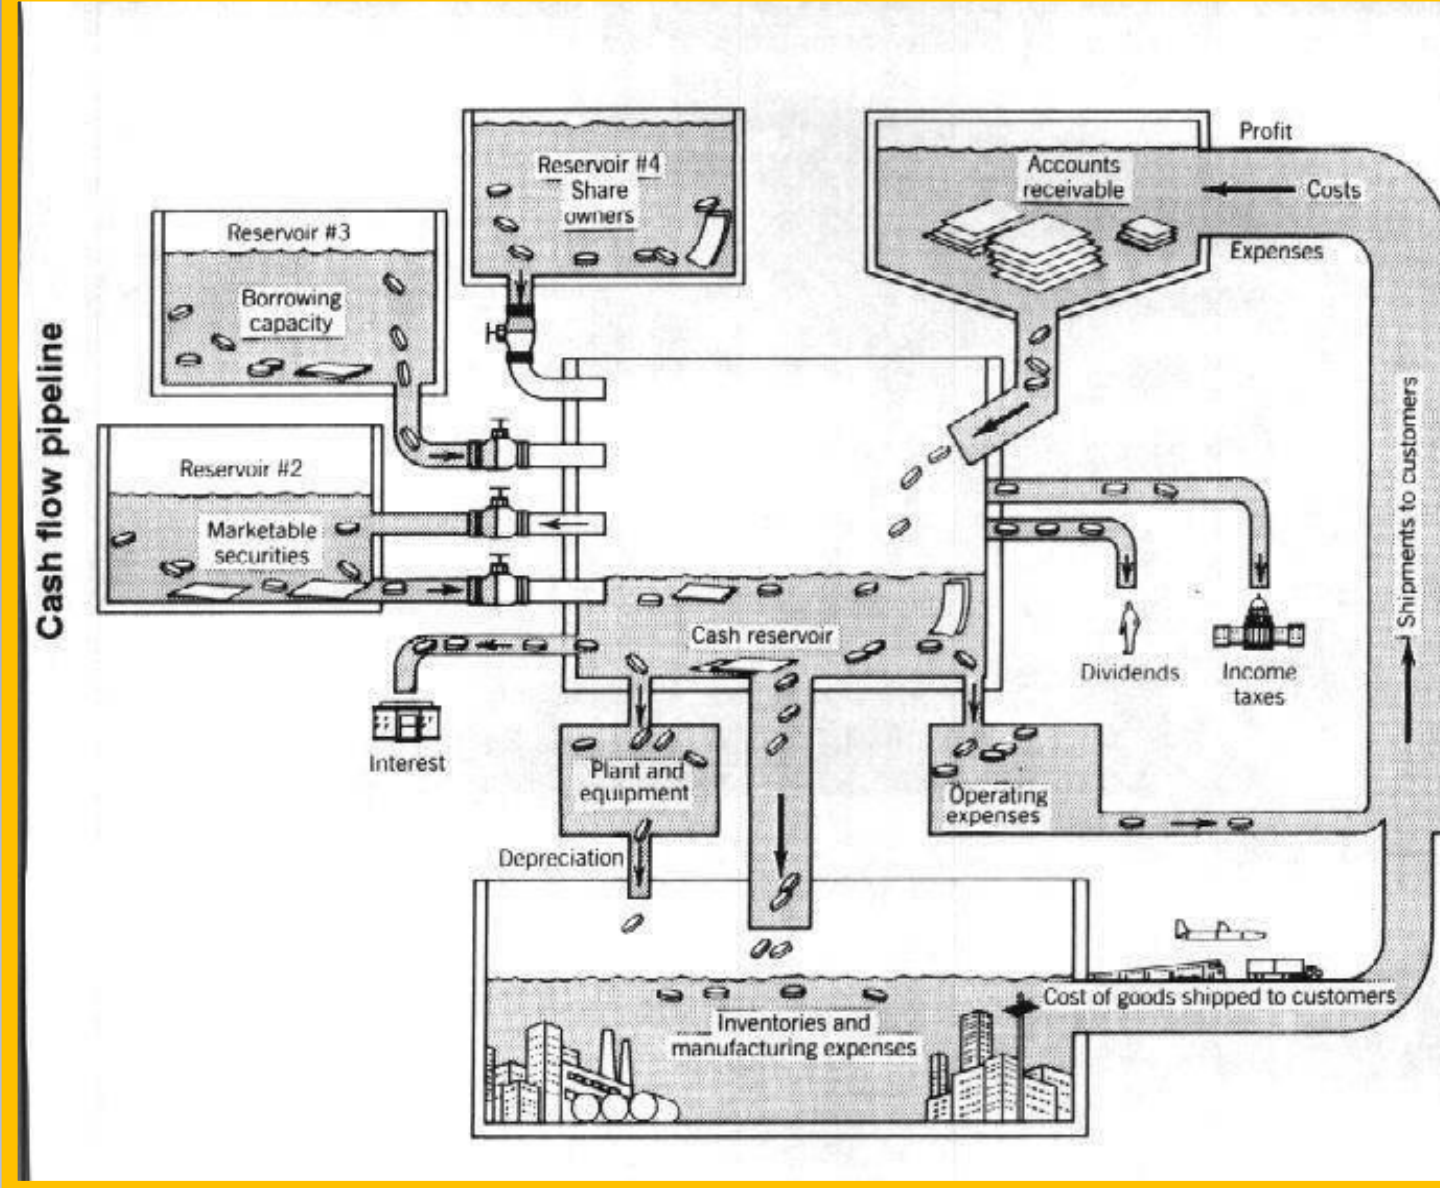 Cash flow pipeline
Reservoir #4
Share
owners
Reservoir #3
Borrowing
capacity
Reservoir #2
Marketable
securities
Accounts
receivable
Profit
Costs
Expenses
Shipments to customers
Cash reservoir
Dividends
Income
taxes
Interest
Plant and
equipment
Operating
expenses
Depreciation
Cost of goods shipped to customers
Inventories and
manufacturing expenses